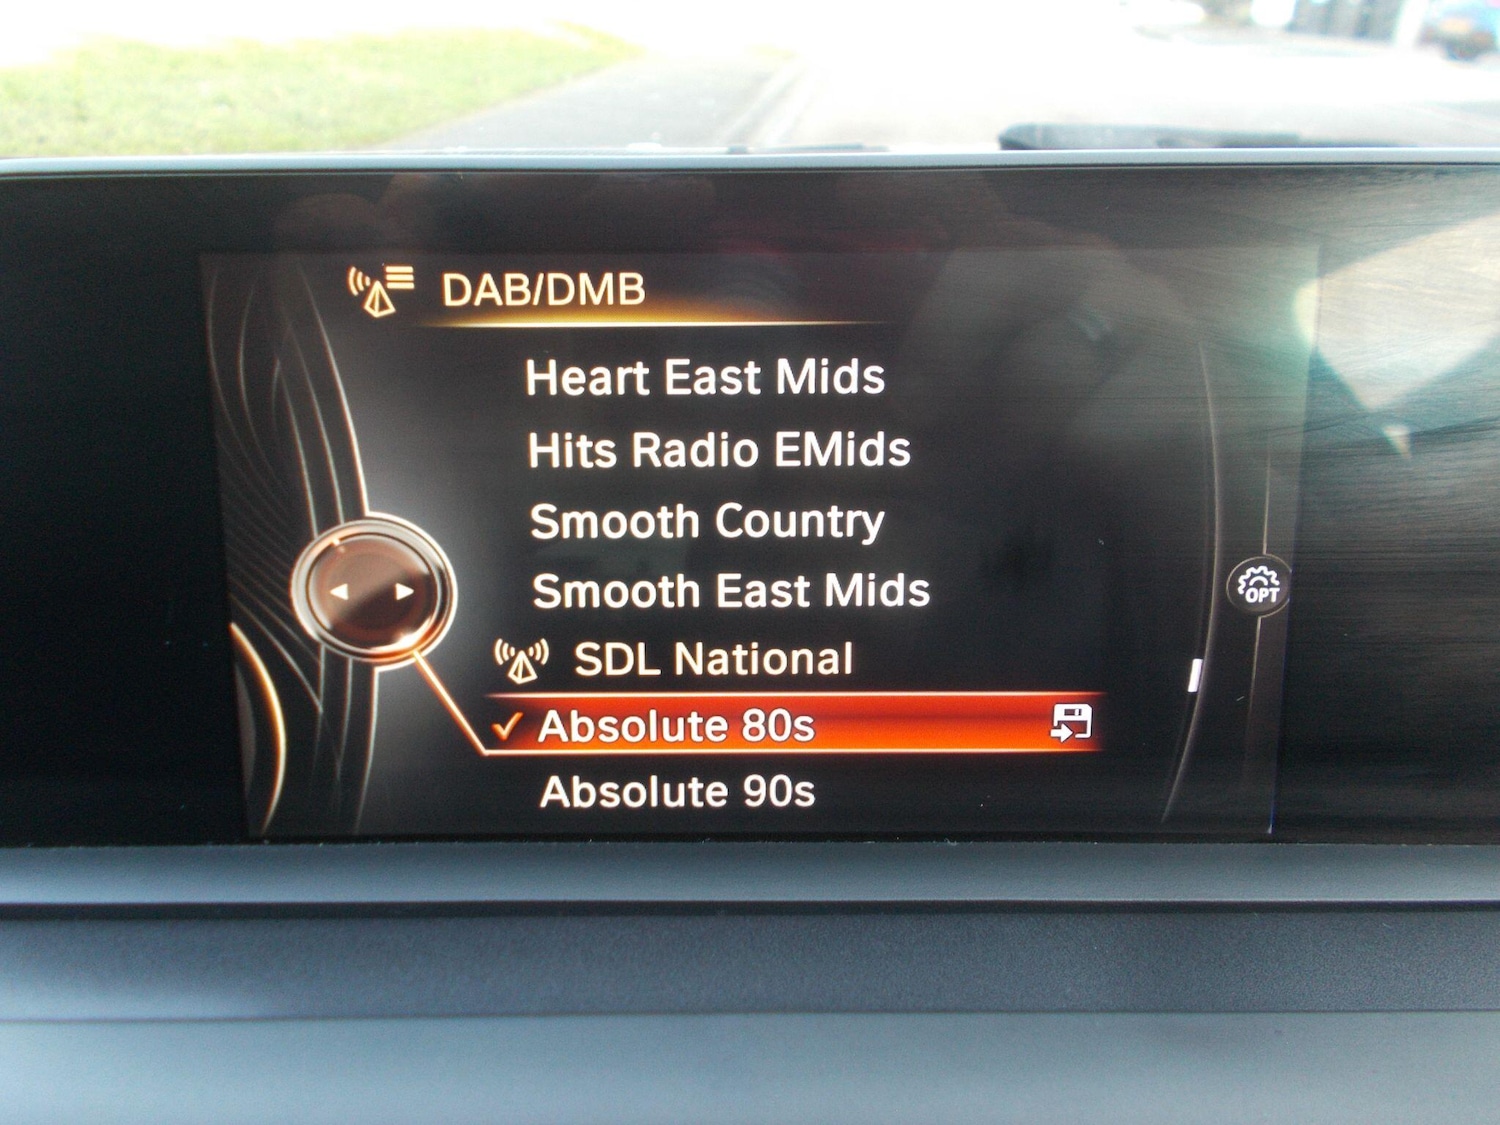 DAB/DMB
Heart East Mids
Hits Radio EMids
Smooth Country
Smooth East Mids
SDL National
Absolute 80s
Absolute 90s
OPT